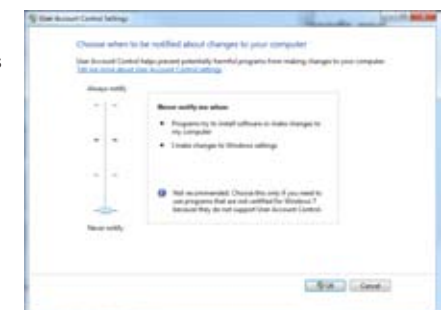 s
User Account Control Settings
Choose when to be notified about changes to your computer
User Account Control helps prevent potentially harmful programs from making changes to your computer.
Tell me more about User Account Control settings
Always notify
Never notify me when:
• Programs try to install software or make changes to
my computer
• I make changes to Windows settings
Not recommended. Choose this only if you need to
use programs that are not certified for Windows 7
because they do not support User Account Control.
Never notify
OK
Cancel